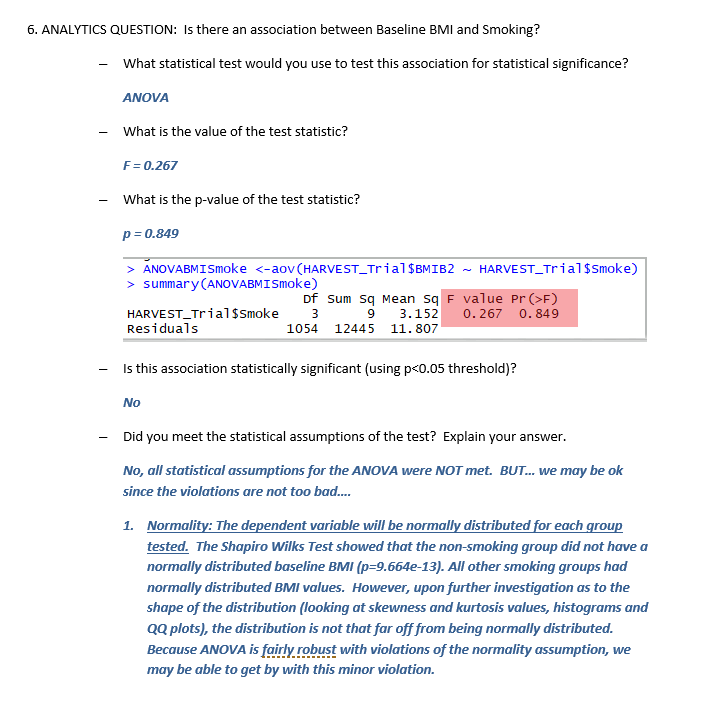 6. ANALYTICS QUESTION: Is there an association between Baseline BMI and Smoking?
– What statistical test would you use to test this association for statistical significance?
ANOVA
– What is the value of the test statistic?
F = 0.267
– What is the p-value of the test statistic?
p = 0.849
> ANOVABMISmoke <-aov(HARVEST_Trial$BMIB2 ~ HARVEST_Trial$Smoke)
> summary(ANOVABMISmoke)
Df Sum Sq Mean Sq F value Pr(>F)
HARVEST_Trial$Smoke 3 9 3.152 0.267 0.849
Residuals 1054 12445 11.807
– Is this association statistically significant (using p<0.05 threshold)?
No
– Did you meet the statistical assumptions of the test? Explain your answer.
No, all statistical assumptions for the ANOVA were NOT met. BUT... we may be ok
since the violations are not too bad....
1. Normality: The dependent variable will be normally distributed for each group
tested. The Shapiro Wilks Test showed that the non-smoking group did not have a
normally distributed baseline BMI (p=9.664e-13). All other smoking groups had
normally distributed BMI values. However, upon further investigation as to the
shape of the distribution (looking at skewness and kurtosis values, histograms and
QQ plots), the distribution is not that far off from being normally distributed.
Because ANOVA is fairly robust with violations of the normality assumption, we
may be able to get by with this minor violation.